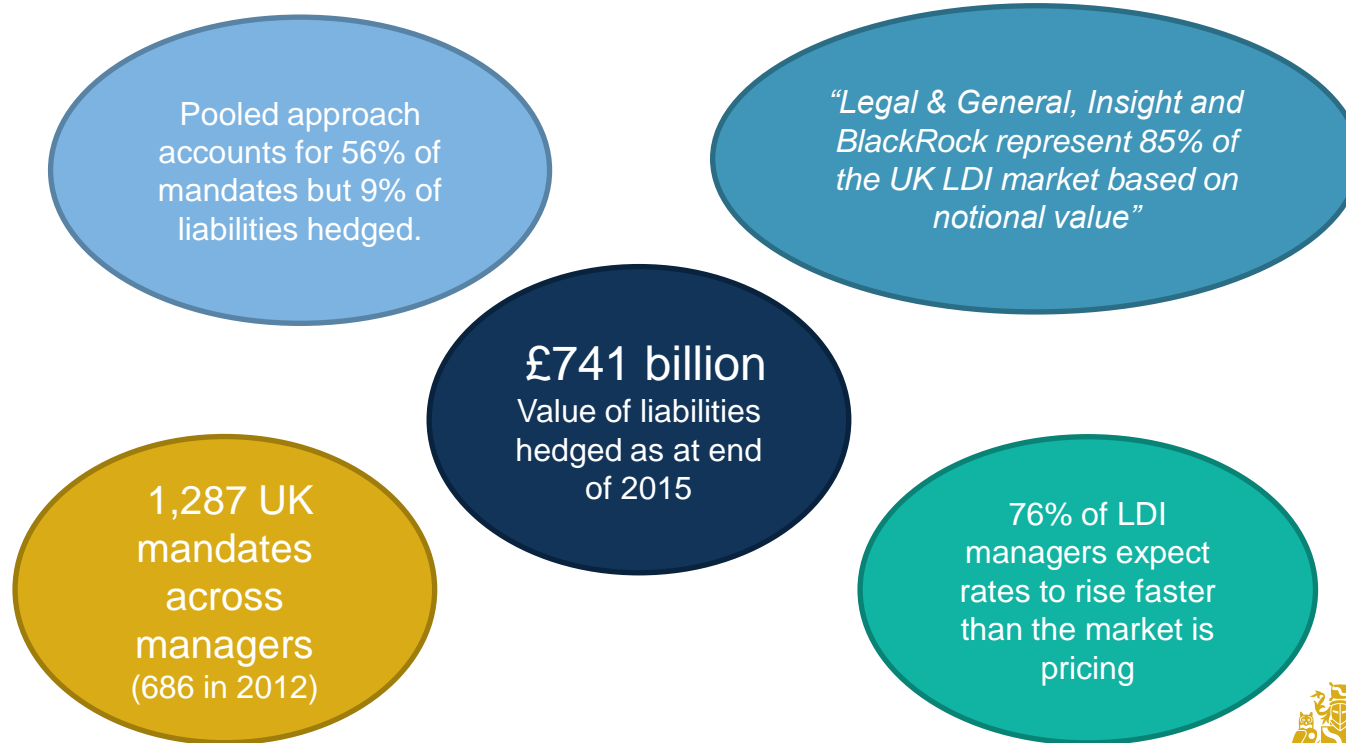 Pooled approach
accounts for 56% of
mandates but 9% of
liabilities hedged.
“Legal & General, Insight and
BlackRock represent 85% of
the UK LDI market based on
notional value”
£741 billion
Value of liabilities
hedged as at end
of 2015
1,287 UK
mandates
across
managers
(686 in 2012)
76% of LDI
managers expect
rates to rise faster
than the market is
pricing